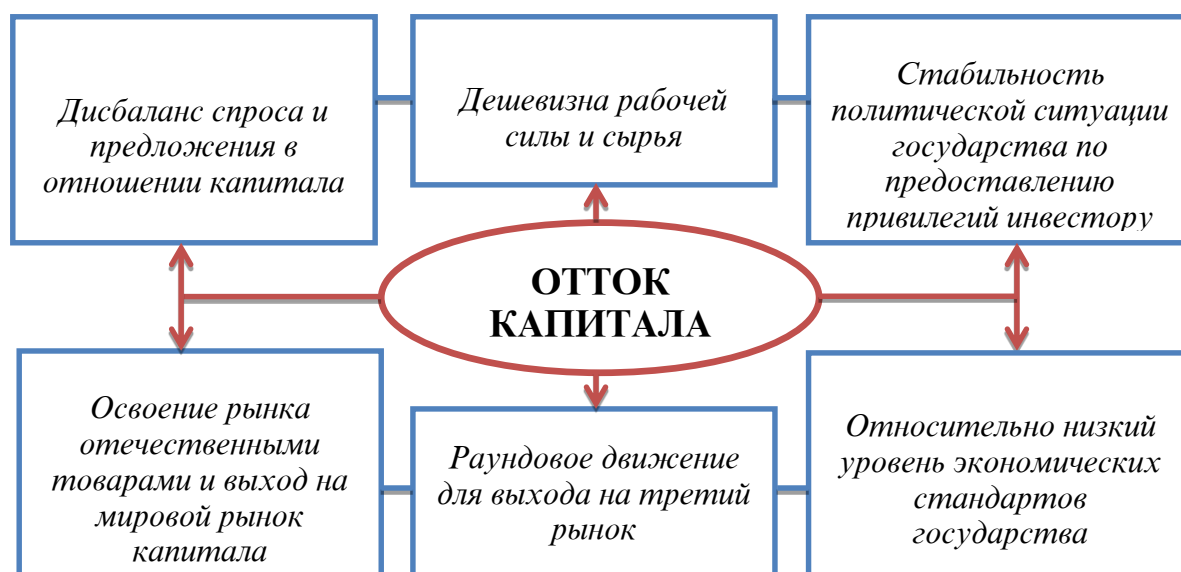 Дисбаланс спроса и
предложения в
отношении капитала
Дешевизна рабочей
силы и сырья
Стабильность
политической ситуации
государства по
предоставлению
привилегий инвестору
ОТТОК
КАПИТАЛА
Освоение рынка
отечественными
товарами и выход на
мировой рынок
капитала
Раундовое движение
для выхода на третий
рынок
Относительно низкий
уровень экономических
стандартов
государства